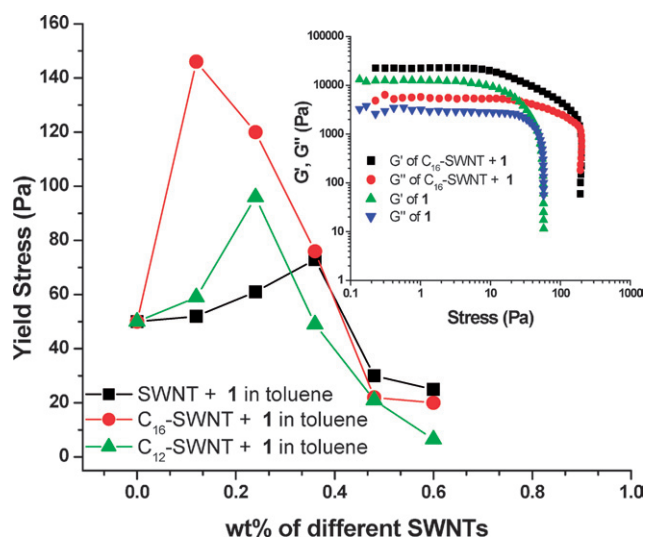 160
140
120
100
80
60
40
20
0
Yield Stress (Pa)
0.0 0.2 0.4 0.6 0.8 1.0
wt% of different SWNTs
SWNT + 1 in toluene
C₁₆-SWNT + 1 in toluene
C₁₂-SWNT + 1 in toluene
100000
10000
1000
100
10
1
G', G'' (Pa)
G' of C₁₆-SWNT + 1
G'' of C₁₆-SWNT + 1
G' of 1
G'' of 1
0.1 1 10 100 1000
Stress (Pa)